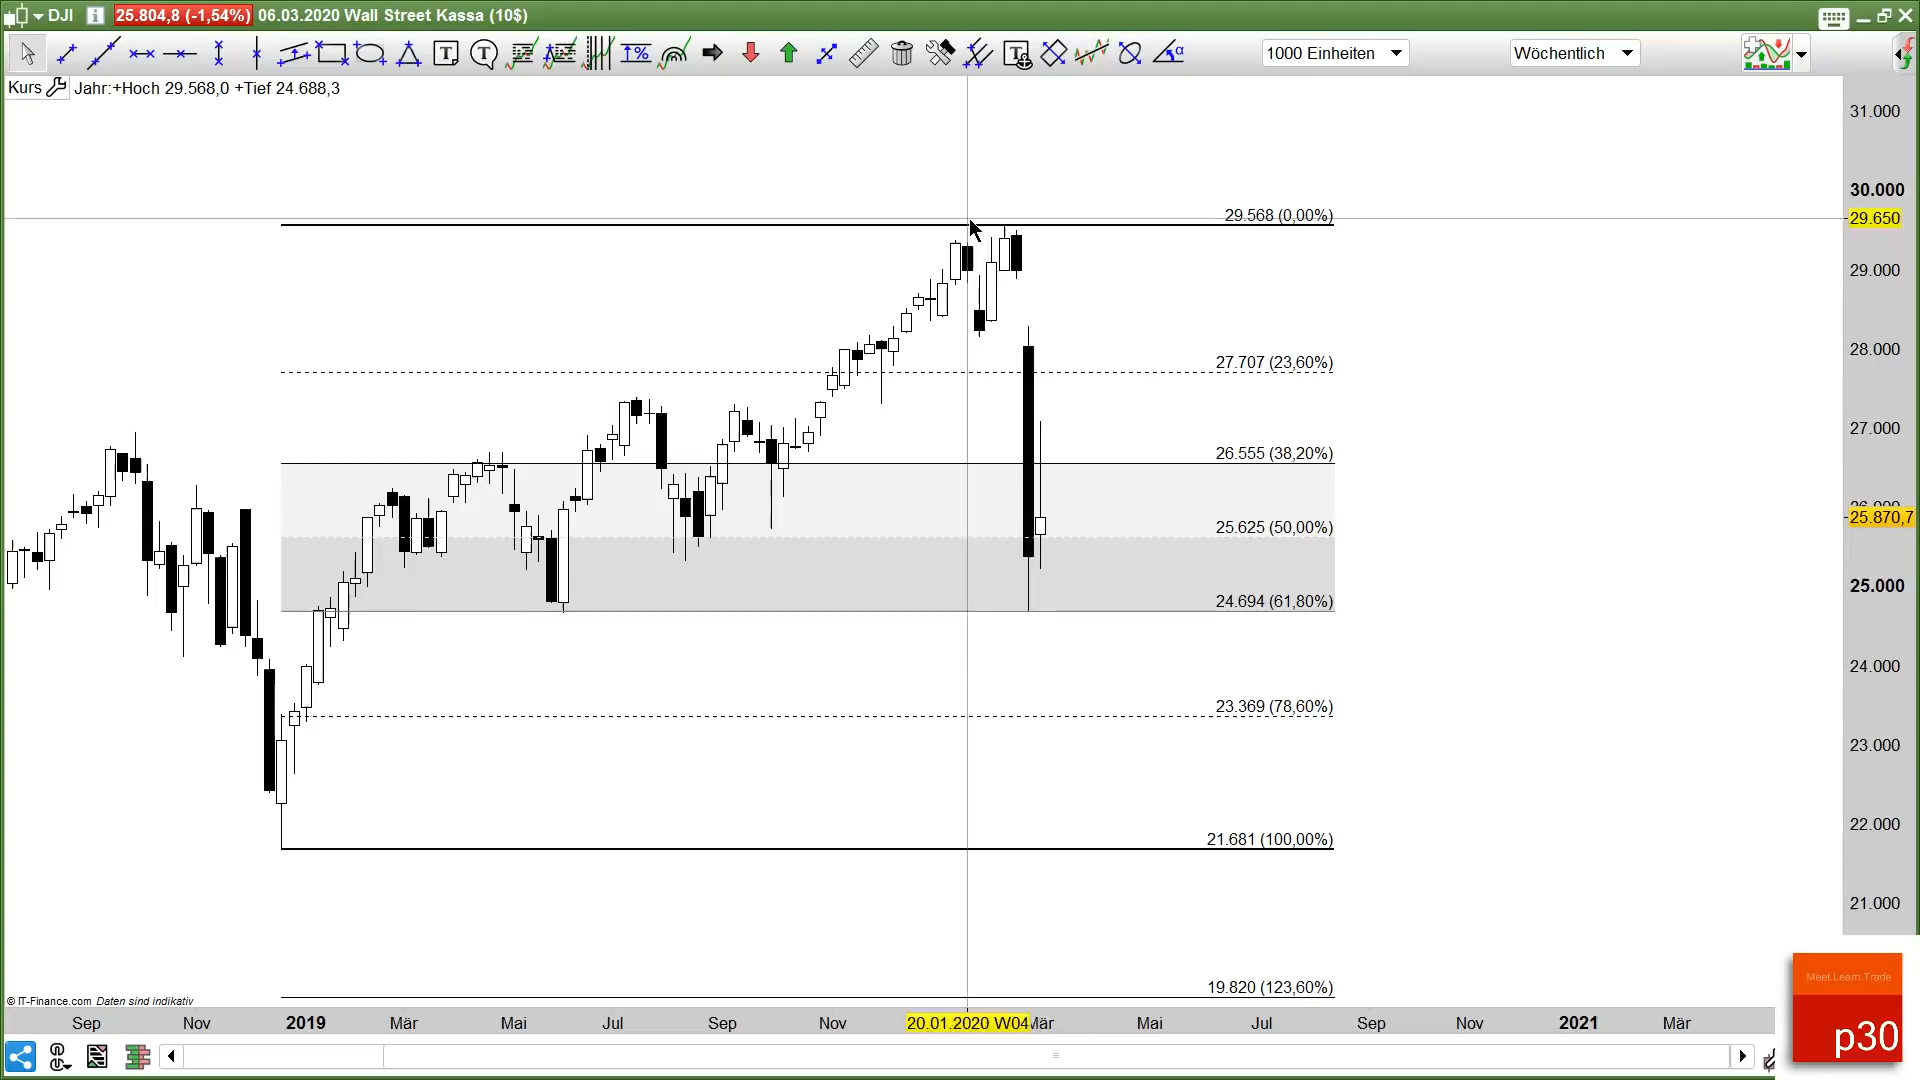 DJI 25.804,8 (-1,54%) 06.03.2020 Wall Street Kassa (10$)
1000 Einheiten
Wöchentlich
Kurs Jahr:+Hoch 29.568,0 +Tief 24.688,3
31.000
30.000
29.568 (0,00%)
29.650
29.000
28.000
27.707 (23,60%)
27.000
26.555 (38,20%)
26.000
25.870,7
25.625 (50,00%)
25.000
24.694 (61,80%)
24.000
23.369 (78,60%)
23.000
22.000
21.681 (100,00%)
21.000
19.820 (123,60%)
© IT-Finance.com Daten sind indikativ
Sep Nov 2019 Mär Mai Jul Sep Nov 20.01.2020 W04 Mär Mai Jul Sep Nov 2021 Mär
Meet.Learn.Trade
p30